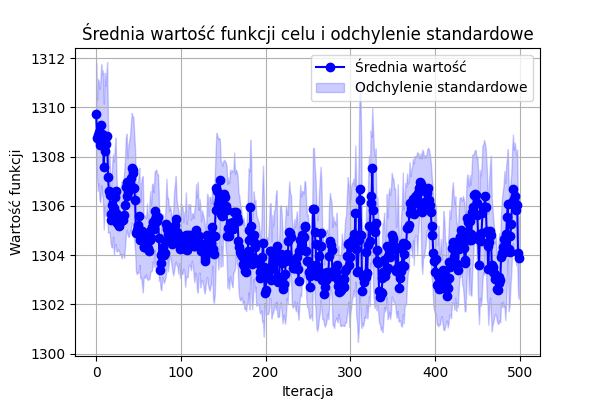 Średnia wartość funkcji celu i odchylenie standardowe
Średnia wartość
Odchylenie standardowe
Wartość funkcji
1312
1310
1308
1306
1304
1302
1300
0 100 200 300 400 500
Iteracja